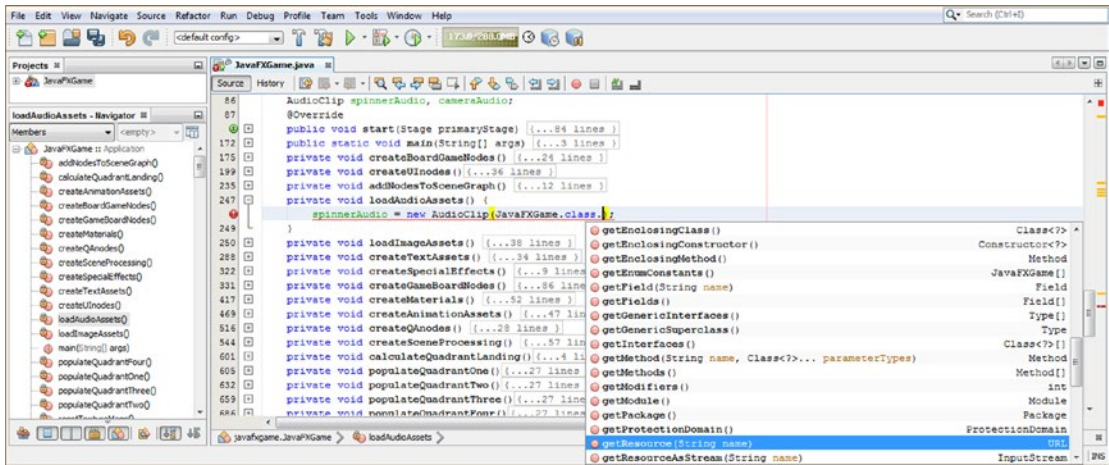 File Edit View Navigate Source Refactor Run Debug Profile Team Tools Window Help
Search (Ctrl+I)
<default config>
Projects
JavaFXGame
loadAudioAssets - Navigator
Members
<empty>
JavaFXGame :: Application
addNodesToSceneGraph()
calculateQuadrantLanding()
createAnimationAssets()
createBoardGameNodes()
createGameBoardNodes()
createMaterials()
createQAnodes()
createSceneProcessing()
createSpecialEffects()
createTextAssets()
createUInodes()
loadAudioAssets()
loadImageAssets()
main(String[] args)
populateQuadrantFour()
populateQuadrantOne()
populateQuadrantThree()
populateQuadrantTwo()
JavaFXGame.java
Source History
86 AudioClip spinnerAudio, cameraAudio;
87 @Override
public void start(Stage primaryStage) {...84 lines }
172 public static void main(String[] args) {...3 lines }
175 private void createBoardGameNodes() {...24 lines }
199 private void createUInodes() {...36 lines }
235 private void addNodesToSceneGraph() {...12 lines }
247 private void loadAudioAssets() {
spinnerAudio = new AudioClip(JavaFXGame.class.);
249 }
250 private void loadImageAssets() {...38 lines }
288 private void createTextAssets() {...34 lines }
322 private void createSpecialEffects() {...9 lines
331 private void createGameBoardNodes() {...86 line
417 private void createMaterials() {...52 lines }
469 private void createAnimationAssets() {...47 lin
516 private void createQAnodes() {...28 lines }
544 private void createSceneProcessing() {...57 lin
601 private void calculateQuadrantLanding() {...4 li
605 private void populateQuadrantOne() {...27 lines
632 private void populateQuadrantTwo() {...27 lines
659 private void populateQuadrantThree() {...27 line
686 private void populateQuadrantFour() {...27 lines
getEnclosingClass() Class<?>
getEnclosingConstructor() Constructor<?>
getEnclosingMethod() Method
getEnumConstants() JavaFXGame[]
getField(String name) Field
getFields() Field[]
getGenericInterfaces() Type[]
getGenericSuperclass() Type
getInterfaces() Class<?>[]
getMethod(String name, Class<?>... parameterTypes) Method
getMethods() Method[]
getModifiers() int
getModule() Module
getPackage() Package
getProtectionDomain() ProtectionDomain
getResource(String name) URL
getResourceAsStream(String name) InputStream
javafxgame.JavaFXGame
loadAudioAssets
INS